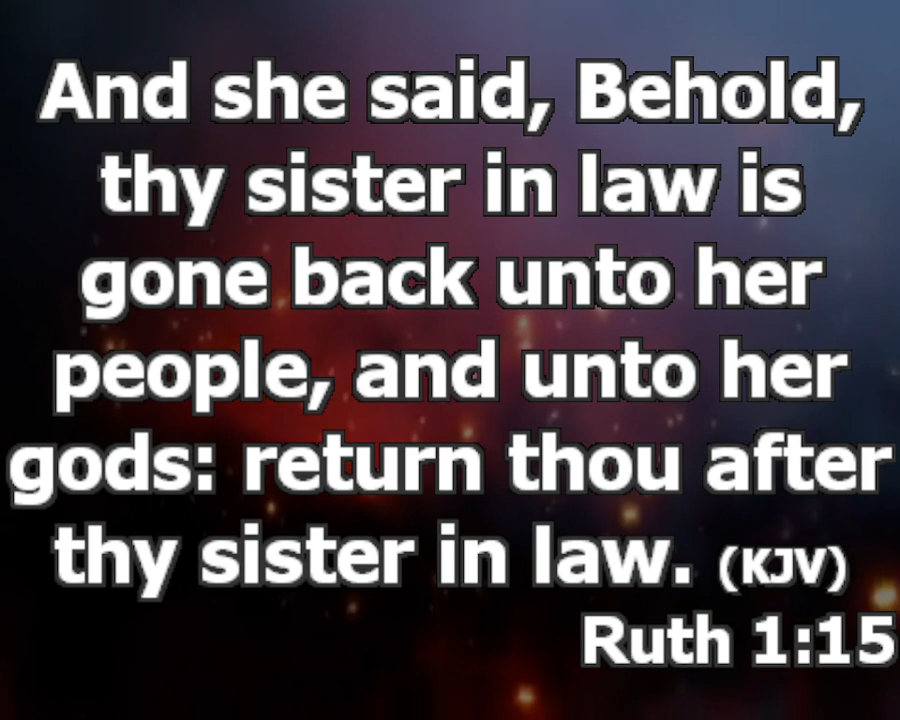 And she said, Behold,
thy sister in law is
gone back unto her
people, and unto her
gods: return thou after
thy sister in law. (KJV)
Ruth 1:15